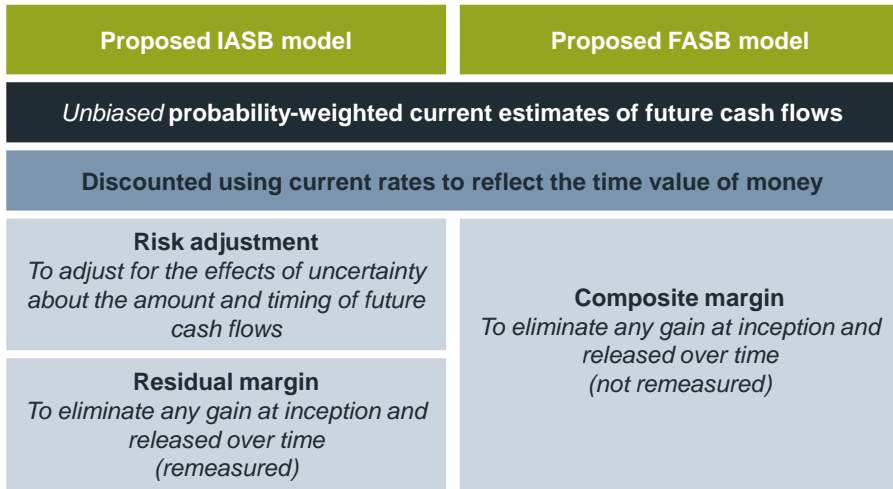 Proposed IASB model
Proposed FASB model
Unbiased probability-weighted current estimates of future cash flows
Discounted using current rates to reflect the time value of money
Risk adjustment
To adjust for the effects of uncertainty
about the amount and timing of future
cash flows
Residual margin
To eliminate any gain at inception and
released over time
(remeasured)
Composite margin
To eliminate any gain at inception and
released over time
(not remeasured)